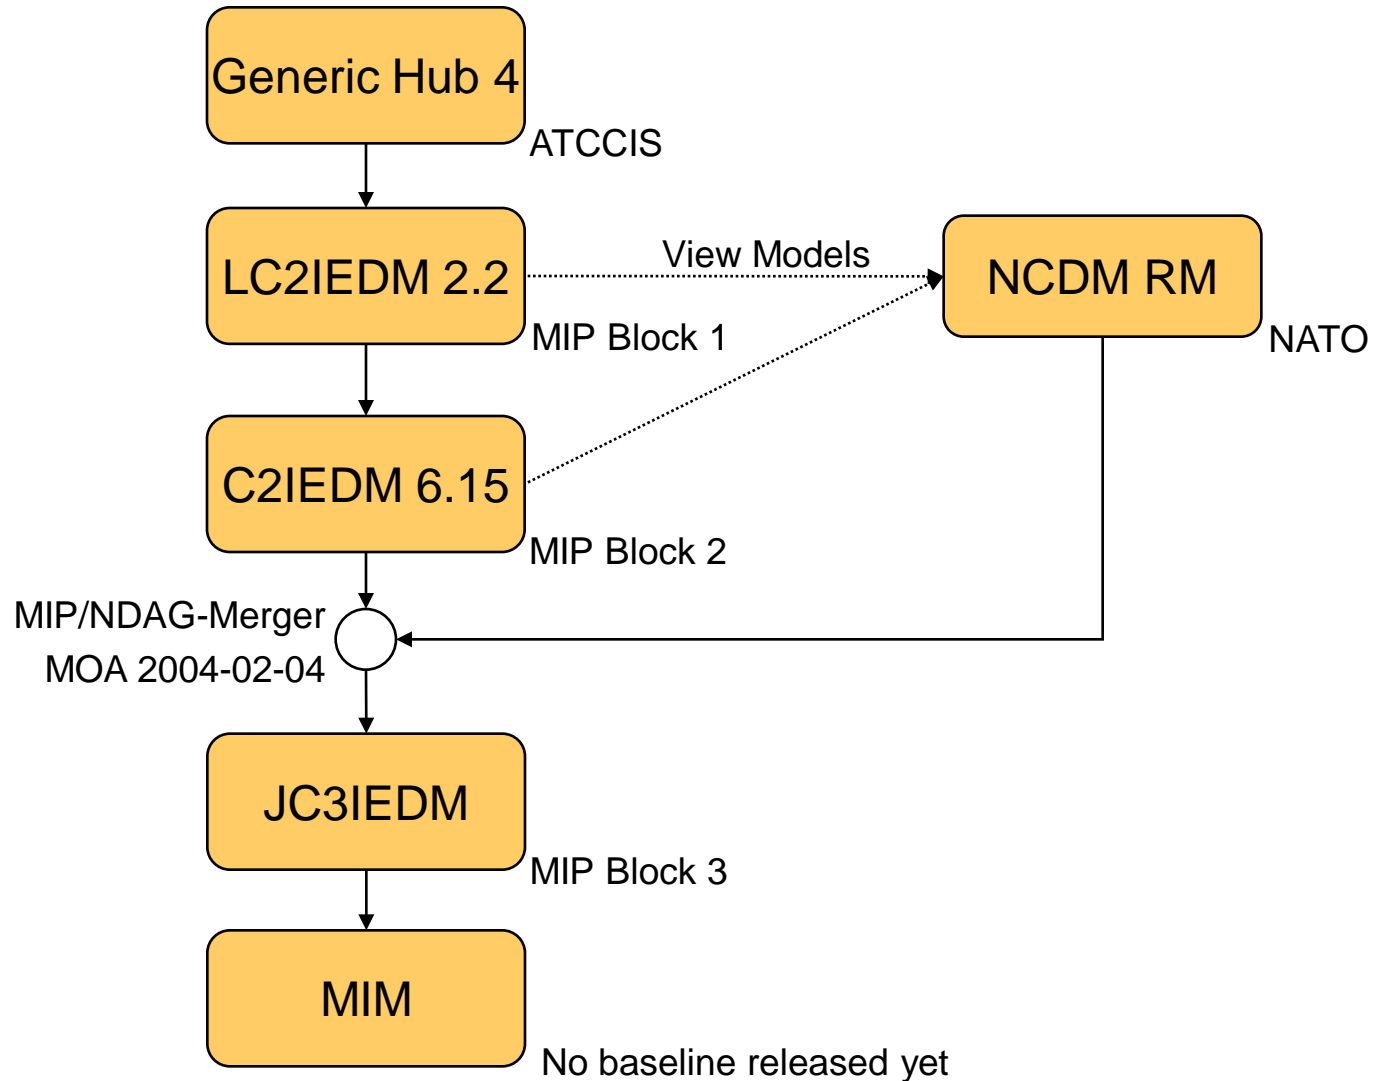 Generic Hub 4
ATCCIS
LC2IEDM 2.2
View Models
NCDM RM
MIP Block 1
NATO
C2IEDM 6.15
MIP Block 2
MIP/NDAG-Merger
MOA 2004-02-04
JC3IEDM
MIP Block 3
MIM
No baseline released yet